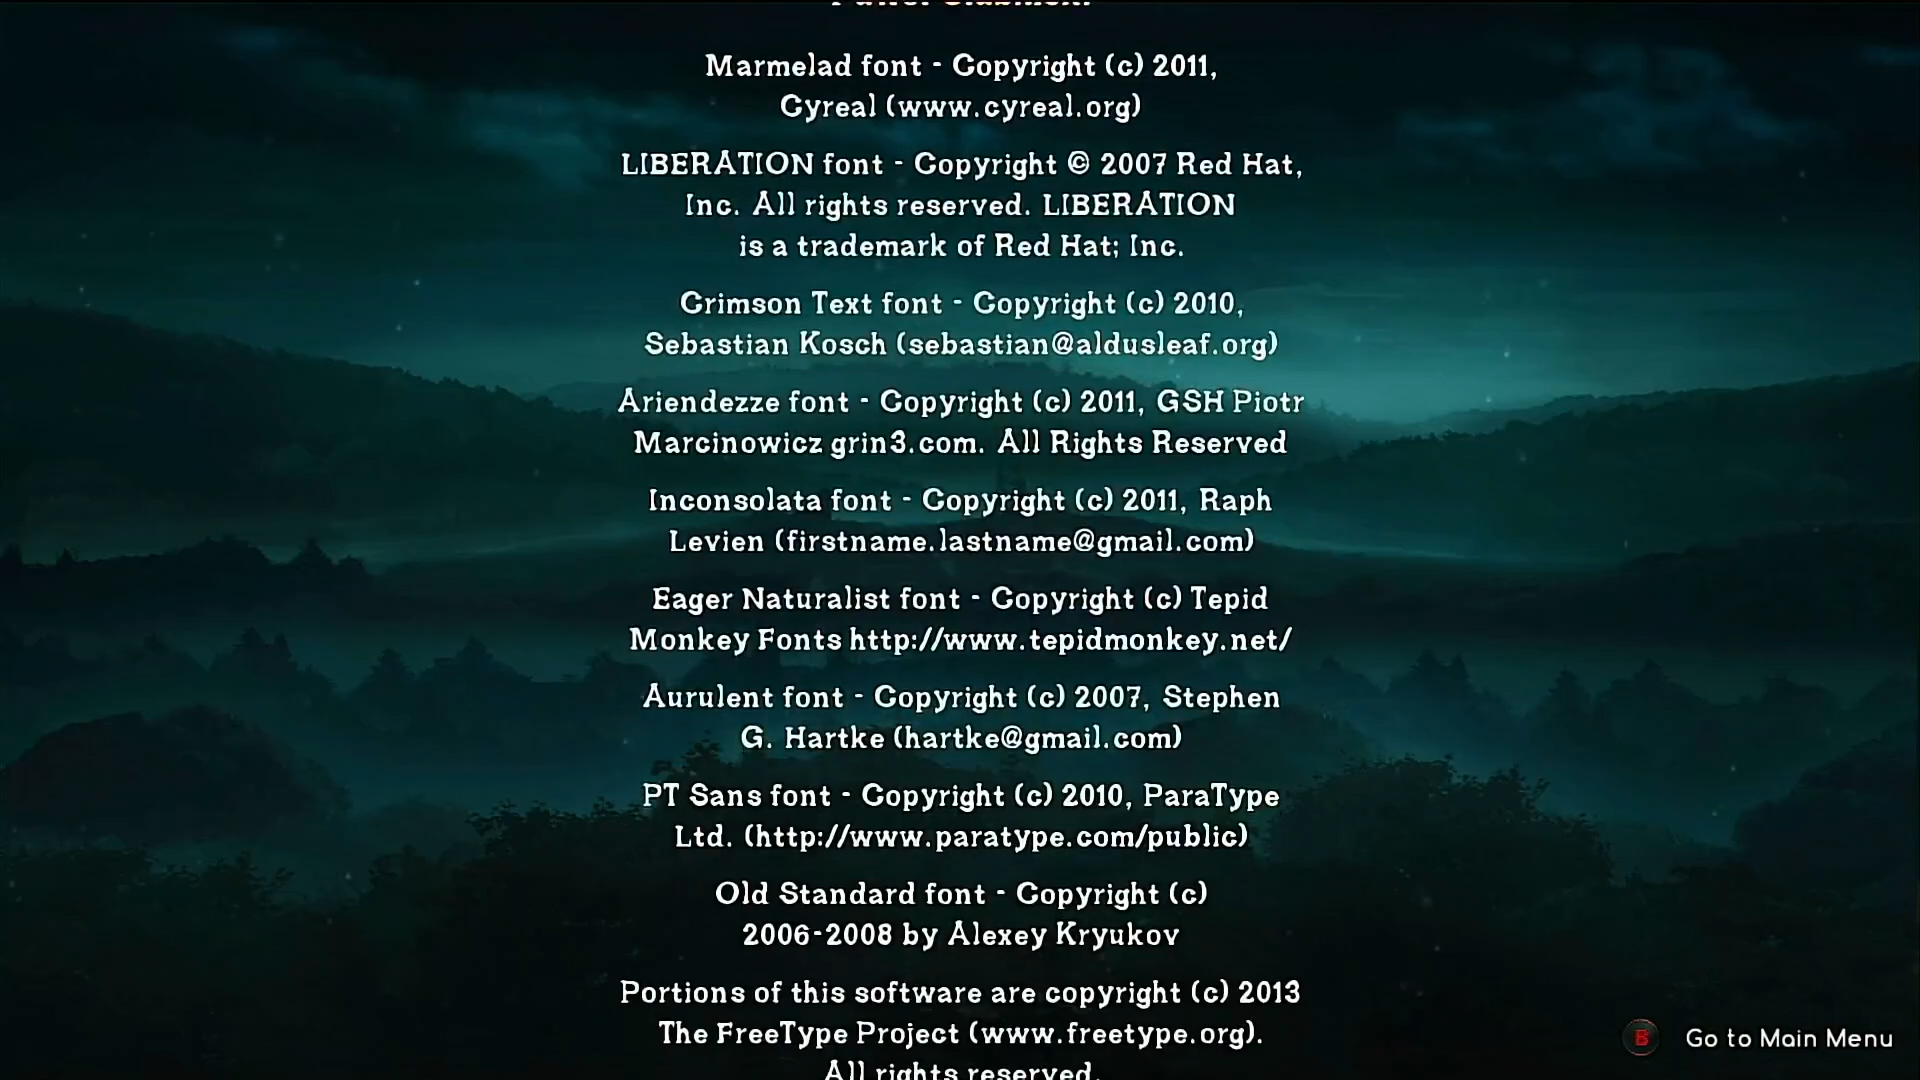 Marmelad font - Copyright (c) 2011,
Cyreal (www.cyreal.org)
LIBERATION font - Copyright © 2007 Red Hat,
Inc. All rights reserved. LIBERATION
is a trademark of Red Hat; Inc.
Crimson Text font - Copyright (c) 2010,
Sebastian Kosch (sebastian@aldusleaf.org)
Ariendezze font - Copyright (c) 2011, GSH Piotr
Marcinowicz grin3.com. All Rights Reserved
Inconsolata font - Copyright (c) 2011, Raph
Levien (firstname.lastname@gmail.com)
Eager Naturalist font - Copyright (c) Tepid
Monkey Fonts http://www.tepidmonkey.net/
Aurulent font - Copyright (c) 2007, Stephen
G. Hartke (hartke@gmail.com)
PT Sans font - Copyright (c) 2010, ParaType
Ltd. (http://www.paratype.com/public)
Old Standard font - Copyright (c)
2006-2008 by Alexey Kryukov
Portions of this software are copyright (c) 2013
The FreeType Project (www.freetype.org).
All rights reserved.
B Go to Main Menu